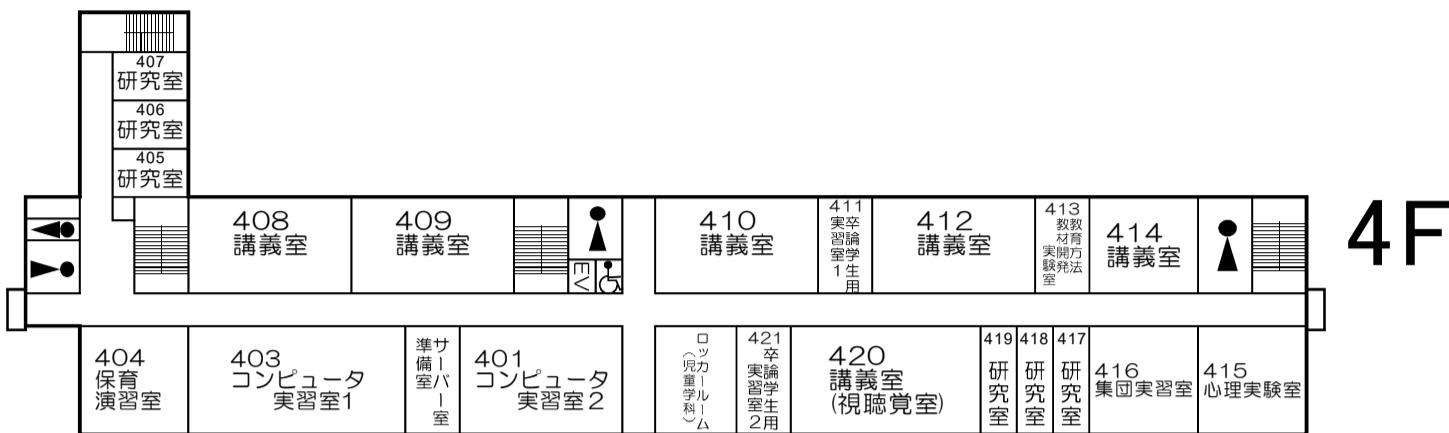 407
研究室
406
研究室
405
研究室
408
講義室
409
講義室
EV
410
講義室
411
卒論学生用
実習室1
412
講義室
413
教育方法
教材開発
実験室
414
講義室
4F
404
保育
演習室
403
コンピュータ
実習室1
サーバー室
準備室
401
コンピュータ
実習室2
ロッカールーム
(児童学科)
421
卒論学生用
実習室2
420
講義室
(視聴覚室)
419
研究室
418
研究室
417
研究室
416
集団実習室
415
心理実験室